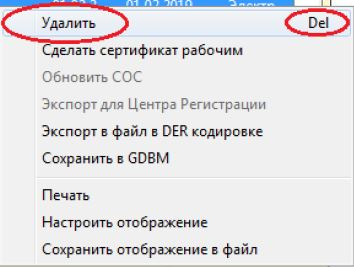 Удалить Del
Сделать сертификат рабочим
Обновить СОС
Экспорт для Центра Регистрации
Экспорт в файл в DER кодировке
Сохранить в GDBM
Печать
Настроить отображение
Сохранить отображение в файл